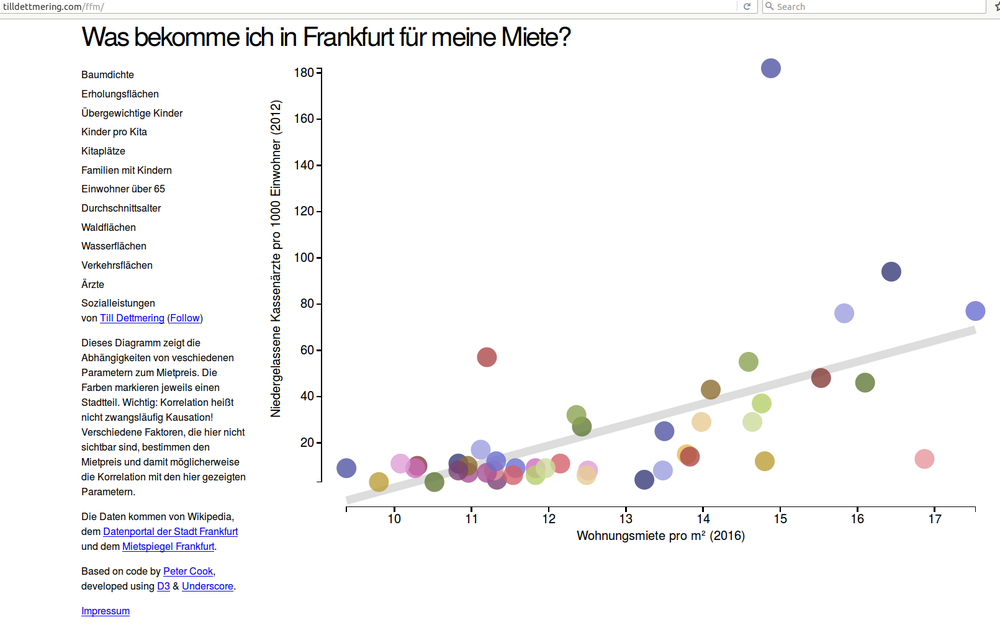 tilldettmering.com/ffm/
Search
Was bekomme ich in Frankfurt für meine Miete?
Baumdichte
Erholungsflächen
Übergewichtige Kinder
Kinder pro Kita
Kitaplätze
Familien mit Kindern
Einwohner über 65
Durchschnittsalter
Waldflächen
Wasserflächen
Verkehrsflächen
Ärzte
Sozialleistungen
von Till Dettmering (Follow)
Dieses Diagramm zeigt die
Abhängigkeiten von veschiedenen
Parametern zum Mietpreis. Die
Farben markieren jeweils einen
Stadtteil. Wichtig: Korrelation heißt
nicht zwangsläufig Kausation!
Verschiedene Faktoren, die hier nicht
sichtbar sind, bestimmen den
Mietpreis und damit möglicherweise
die Korrelation mit den hier gezeigten
Parametern.
Die Daten kommen von Wikipedia,
dem Datenportal der Stadt Frankfurt
und dem Mietspiegel Frankfurt.
Based on code by Peter Cook,
developed using D3 & Underscore.
Impressum
Niedergelassene Kassenärzte pro 1000 Einwohner (2012)
180
160
140
120
100
80
60
40
20
10 11 12 13 14 15 16 17
Wohnungsmiete pro m² (2016)